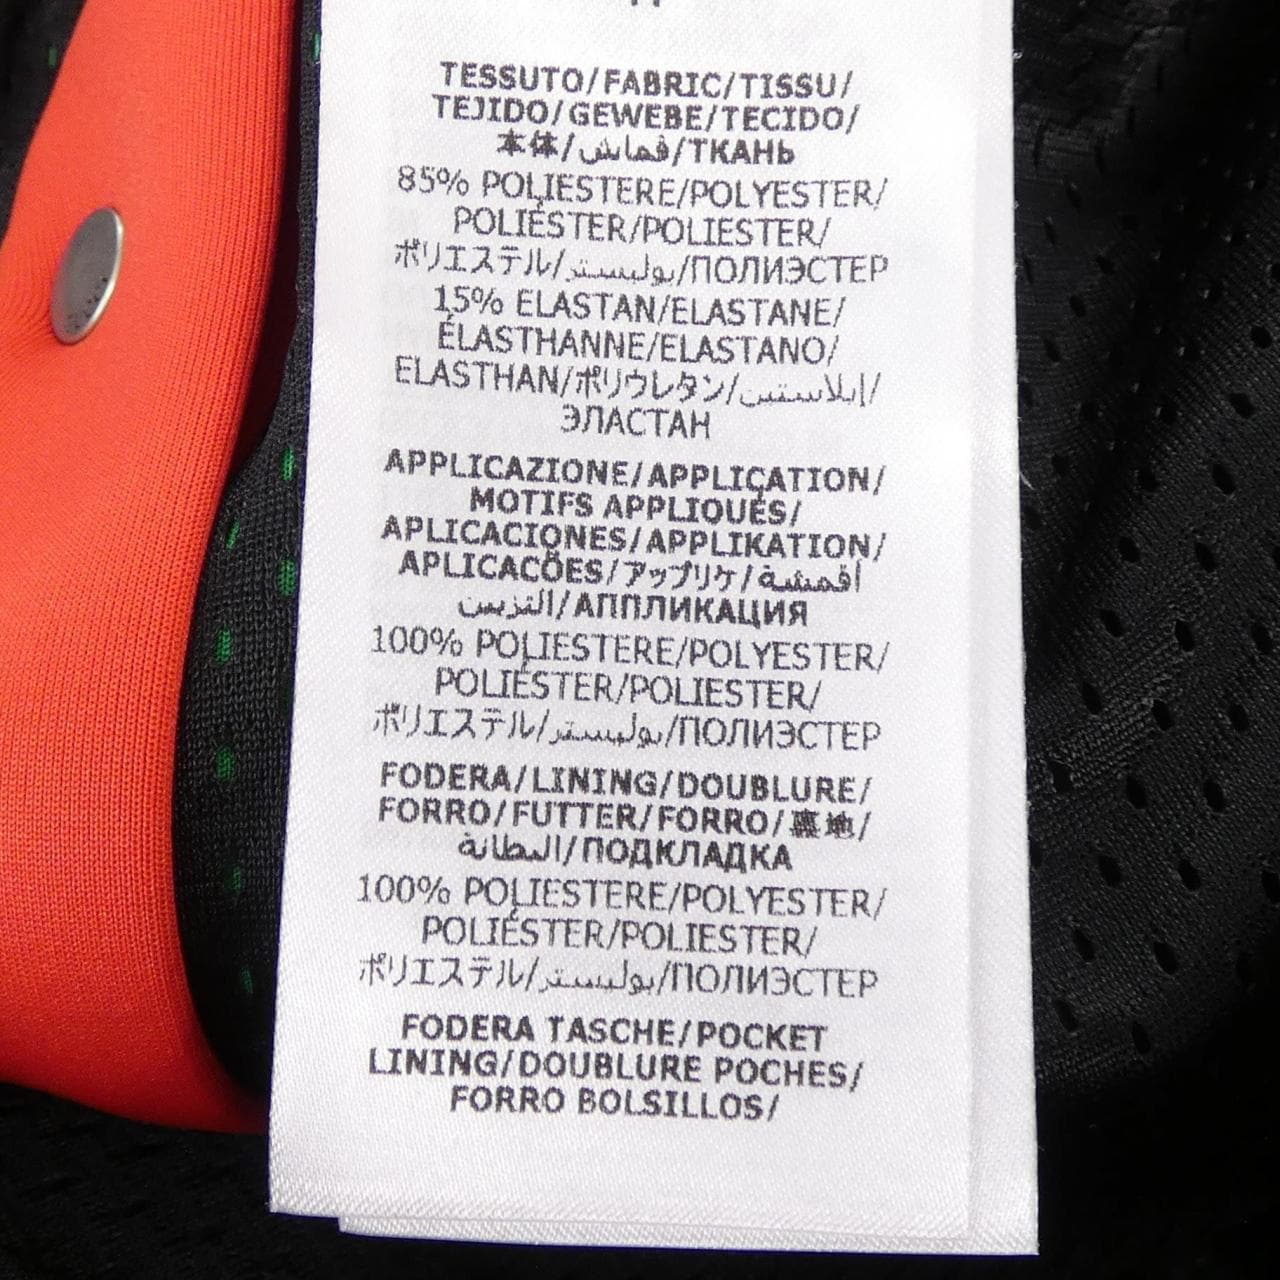 TESSUTO/FABRIC/TISSU/
TEJIDO/GEWEBE/TECIDO/
本体/قماش/ТКАНЬ
85% POLIESTERE/POLYESTER/
POLIÉSTER/POLIESTER/
ポリエステル/بوليستر/ПОЛИЭСТЕР
15% ELASTAN/ELASTANE/
ÉLASTHANNE/ELASTANO/
ELASTHAN/ポリウレタン/إيلاستين/
ЭЛАСТАН
APPLICAZIONE/APPLICATION/
MOTIFS APPLIQUÉS/
APLICACIONES/APPLIKATION/
APLICACÖES/アップリケ/أقمشة
التزيين/АППЛИКАЦИЯ
100% POLIESTERE/POLYESTER/
POLIÉSTER/POLIESTER/
ポリエステル/بوليستر/ПОЛИЭСТЕР
FODERA/LINING/DOUBLURE/
FORRO/FUTTER/FORRO/裏地/
البطانة/ПОДКЛАДКА
100% POLIESTERE/POLYESTER/
POLIÉSTER/POLIESTER/
ポリエステル/بوليستر/ПОЛИЭСТЕР
FODERA TASCHE/POCKET
LINING/DOUBLURE POCHES/
FORRO BOLSILLOS/